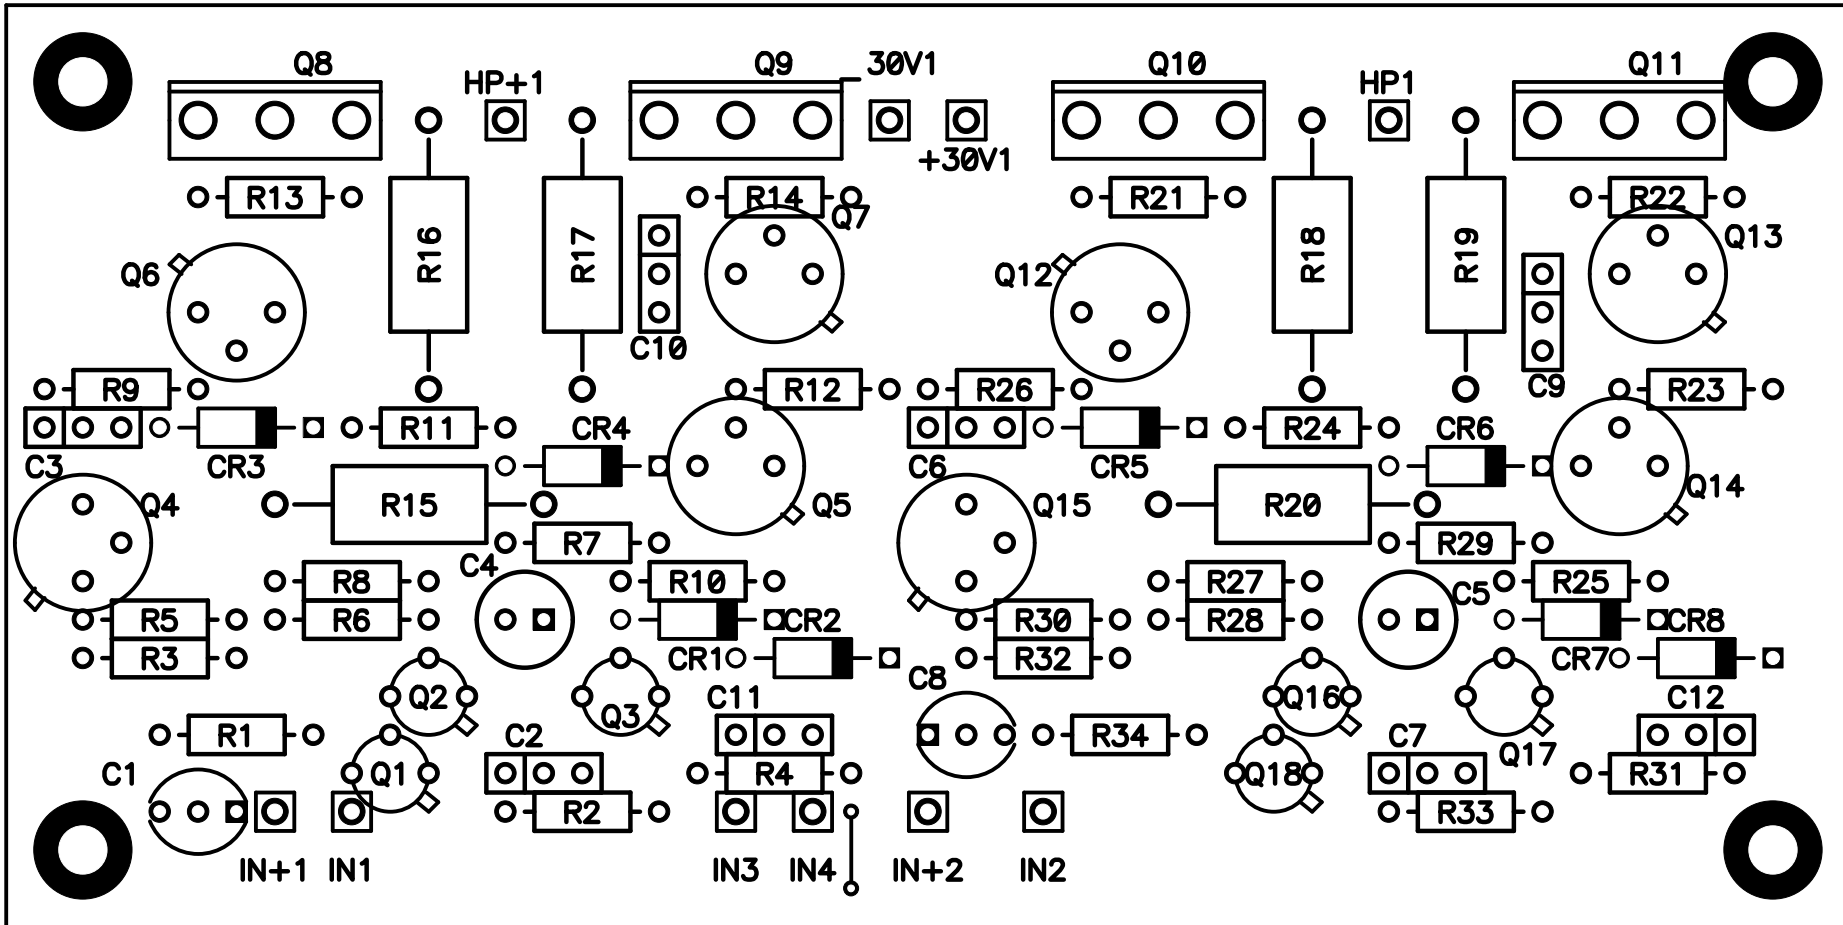 Q8
Q9
30V1
Q10
Q11
HP+1
HP1
+30V1
R13
R14
R21
R22
Q7
Q13
R16
R17
R18
R19
Q6
Q12
C10
C9
R9
R12
R26
R23
R11
CR4
R24
CR6
C3
CR3
C6
CR5
Q4
R15
Q5
Q15
R20
Q14
R7
R29
C4
R8
R10
R27
R25
C5
R5
R6
CR2
R30
R28
CR8
R3
CR1
R32
CR7
C8
Q2
Q3
C11
Q16
C12
R1
C2
R34
C7
Q17
C1
Q1
R4
Q18
R31
R2
R33
IN+1
IN1
IN3
IN4
IN+2
IN2